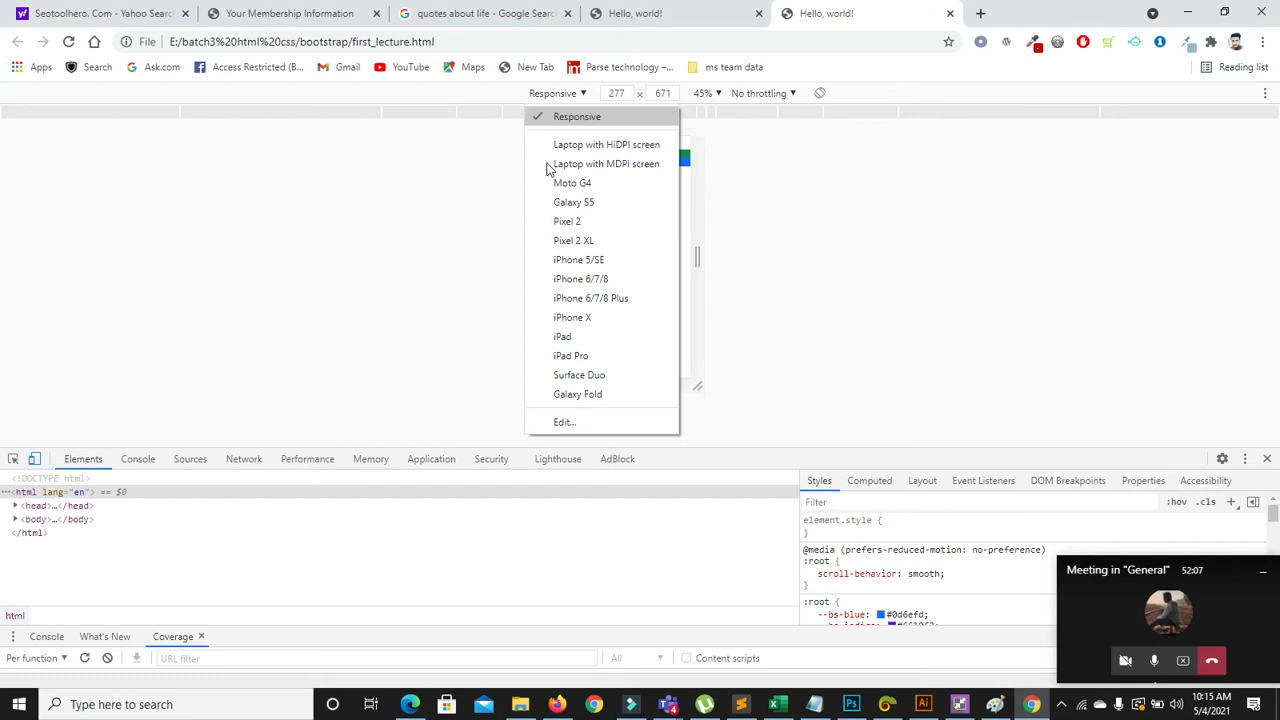 Seotoolhero. Com - Yahoo Searc
Your Membership Information
quotes about life - Google Searc
Hello, world!
Hello, world!
File
E:/batch3%20html%20css/bootstrap/first_lecture.html
Apps
Search
Ask.com
Access Restricted (B...
Gmail
YouTube
Maps
New Tab
Parse technology –...
ms team data
Reading list
Responsive
277
×
671
45%
No throttling
Responsive
Laptop with HiDPI screen
Laptop with MDPI screen
Moto G4
Galaxy S5
Pixel 2
Pixel 2 XL
iPhone 5/SE
iPhone 6/7/8
iPhone 6/7/8 Plus
iPhone X
iPad
iPad Pro
Surface Duo
Galaxy Fold
Edit...
Elements
Console
Sources
Network
Performance
Memory
Application
Security
Lighthouse
AdBlock
<!DOCTYPE html>
<html lang="en"> == $0
<head>…</head>
<body>…</body>
</html>
html
Styles
Computed
Layout
Event Listeners
DOM Breakpoints
Properties
Accessibility
Filter
:hov
.cls
element.style {
}
@media (prefers-reduced-motion: no-preference)
:root {
scroll-behavior: smooth;
}
:root {
--bs-blue: #0d6efd;
Meeting in "General"
52:07
Console
What's New
Coverage
Per function
URL filter
All
Content scripts
Type here to search
10:15 AM
5/4/2021